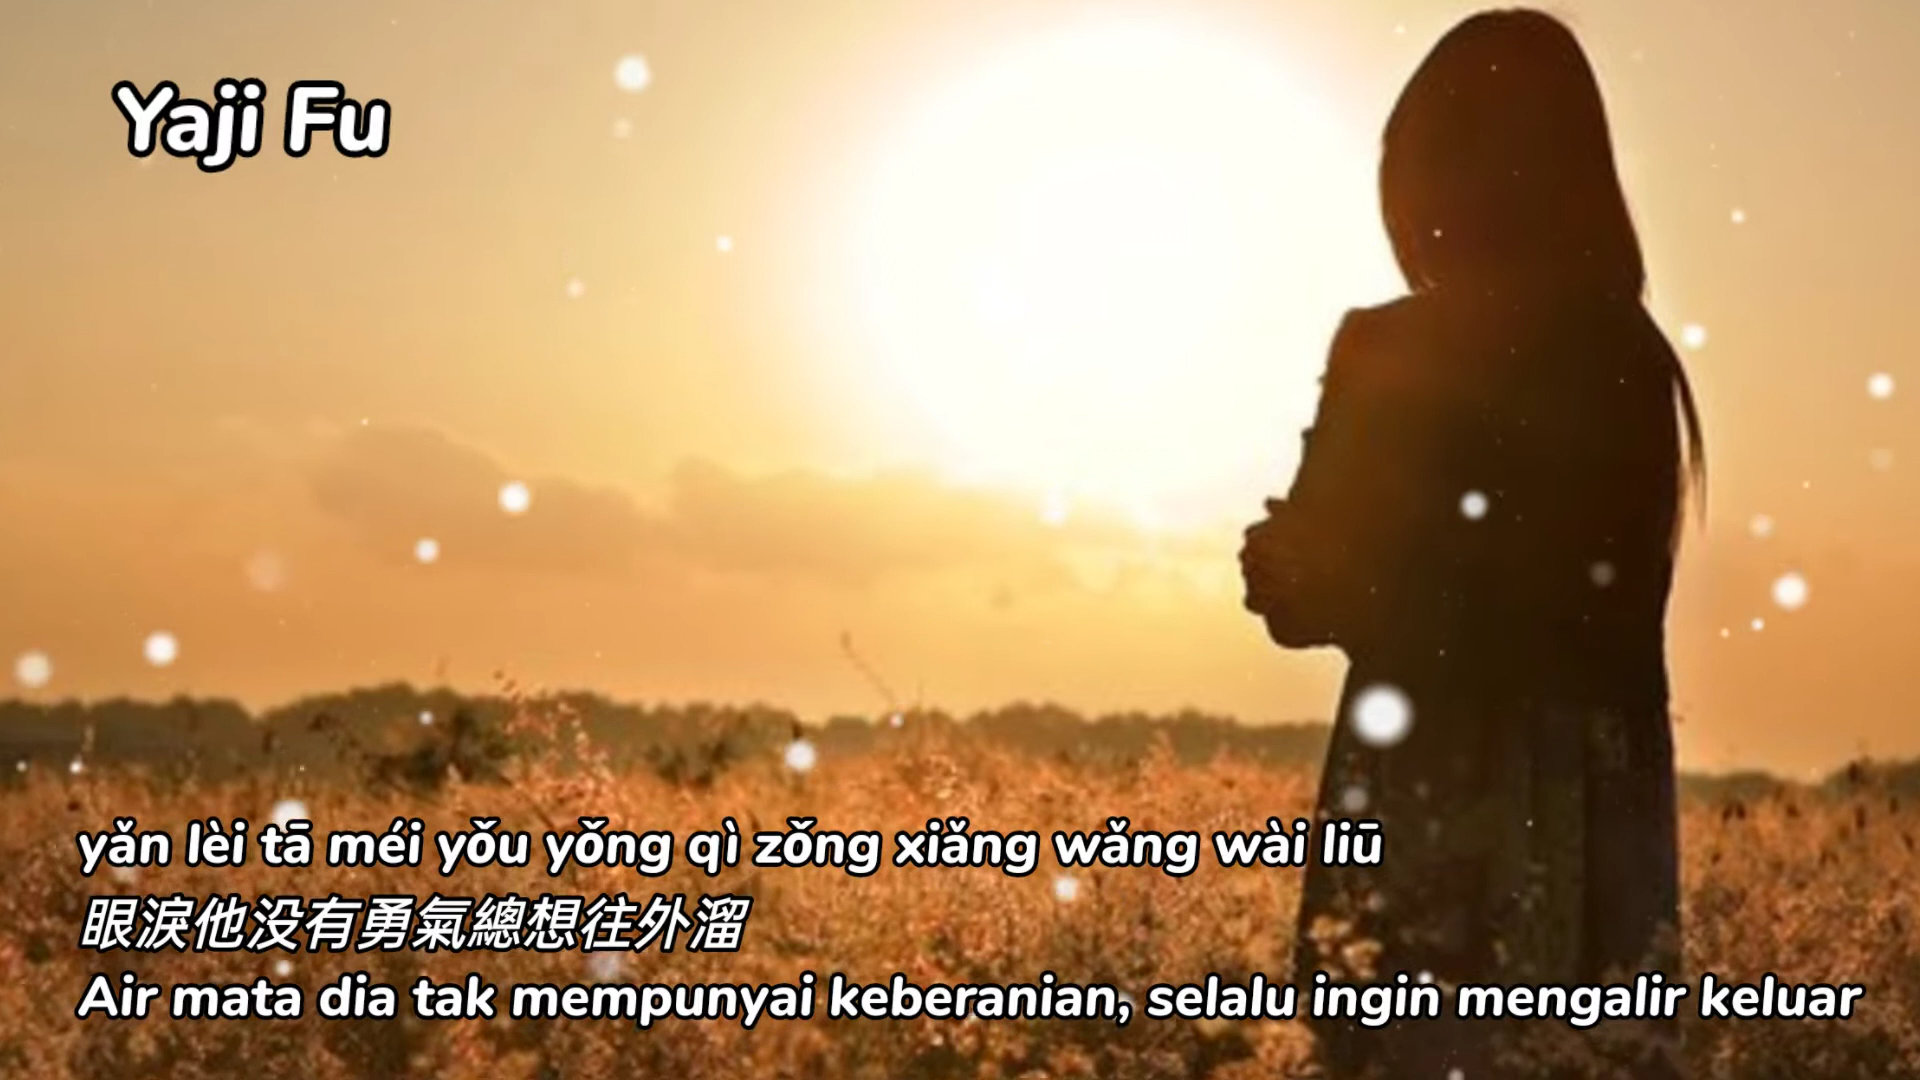 Yaji Fu
yǎn lèi tā méi yǒu yǒng qì zǒng xiǎng wǎng wài liū
眼淚他没有勇氣總想往外溜
Air mata dia tak mempunyai keberanian, selalu ingin mengalir keluar